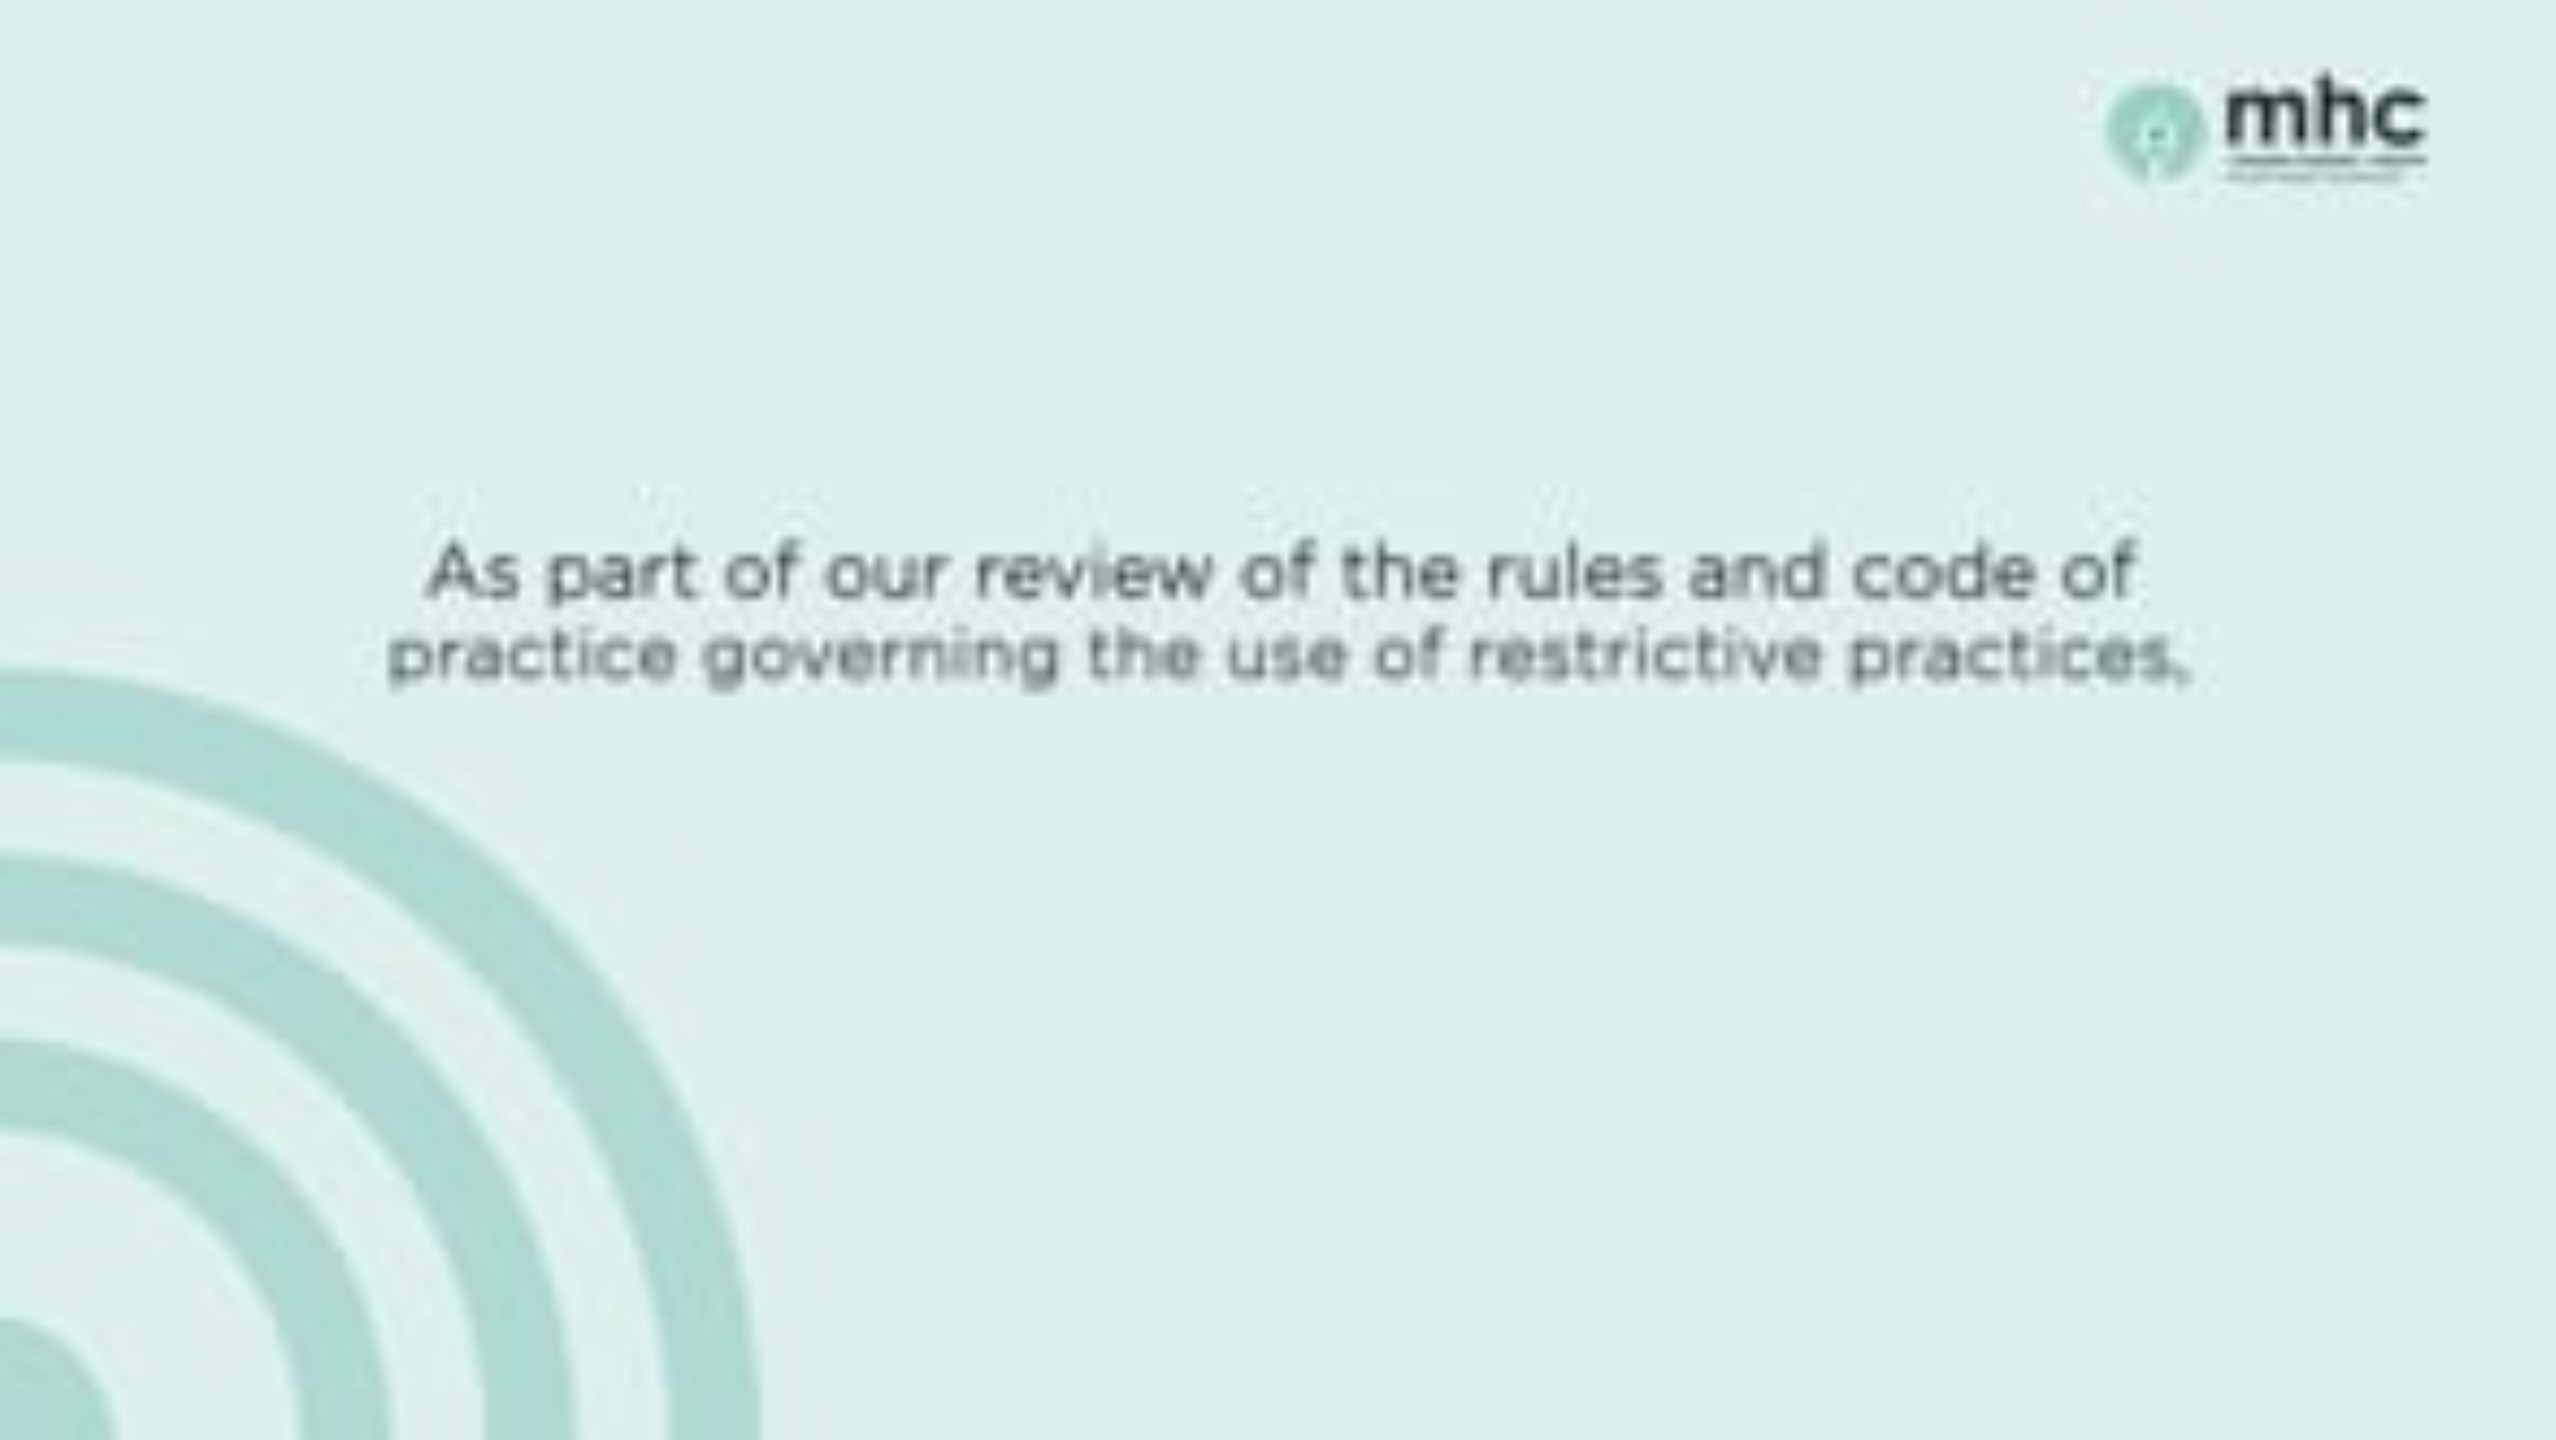 mhc
As part of our review of the rules and code of
practice governing the use of restrictive practices,